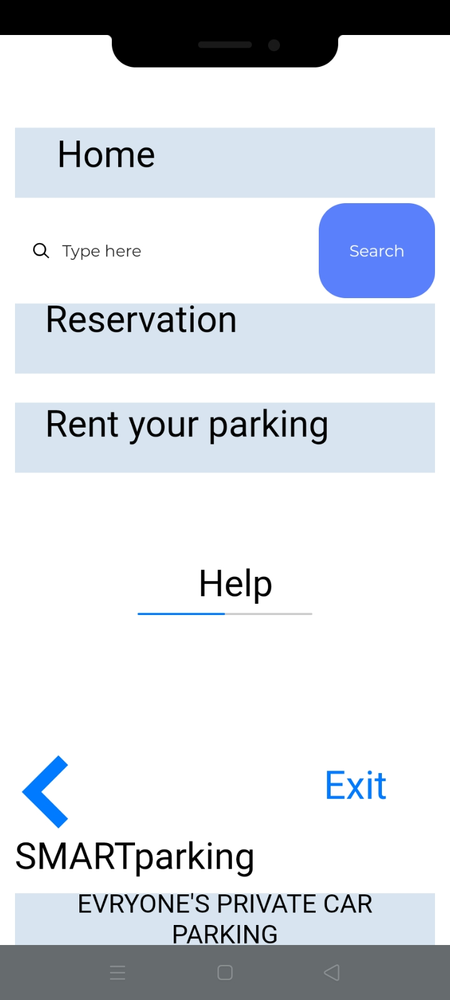 Home
Type here
Search
Reservation
Rent your parking
Help
Exit
SMARTparking
EVRYONE'S PRIVATE CAR
PARKING